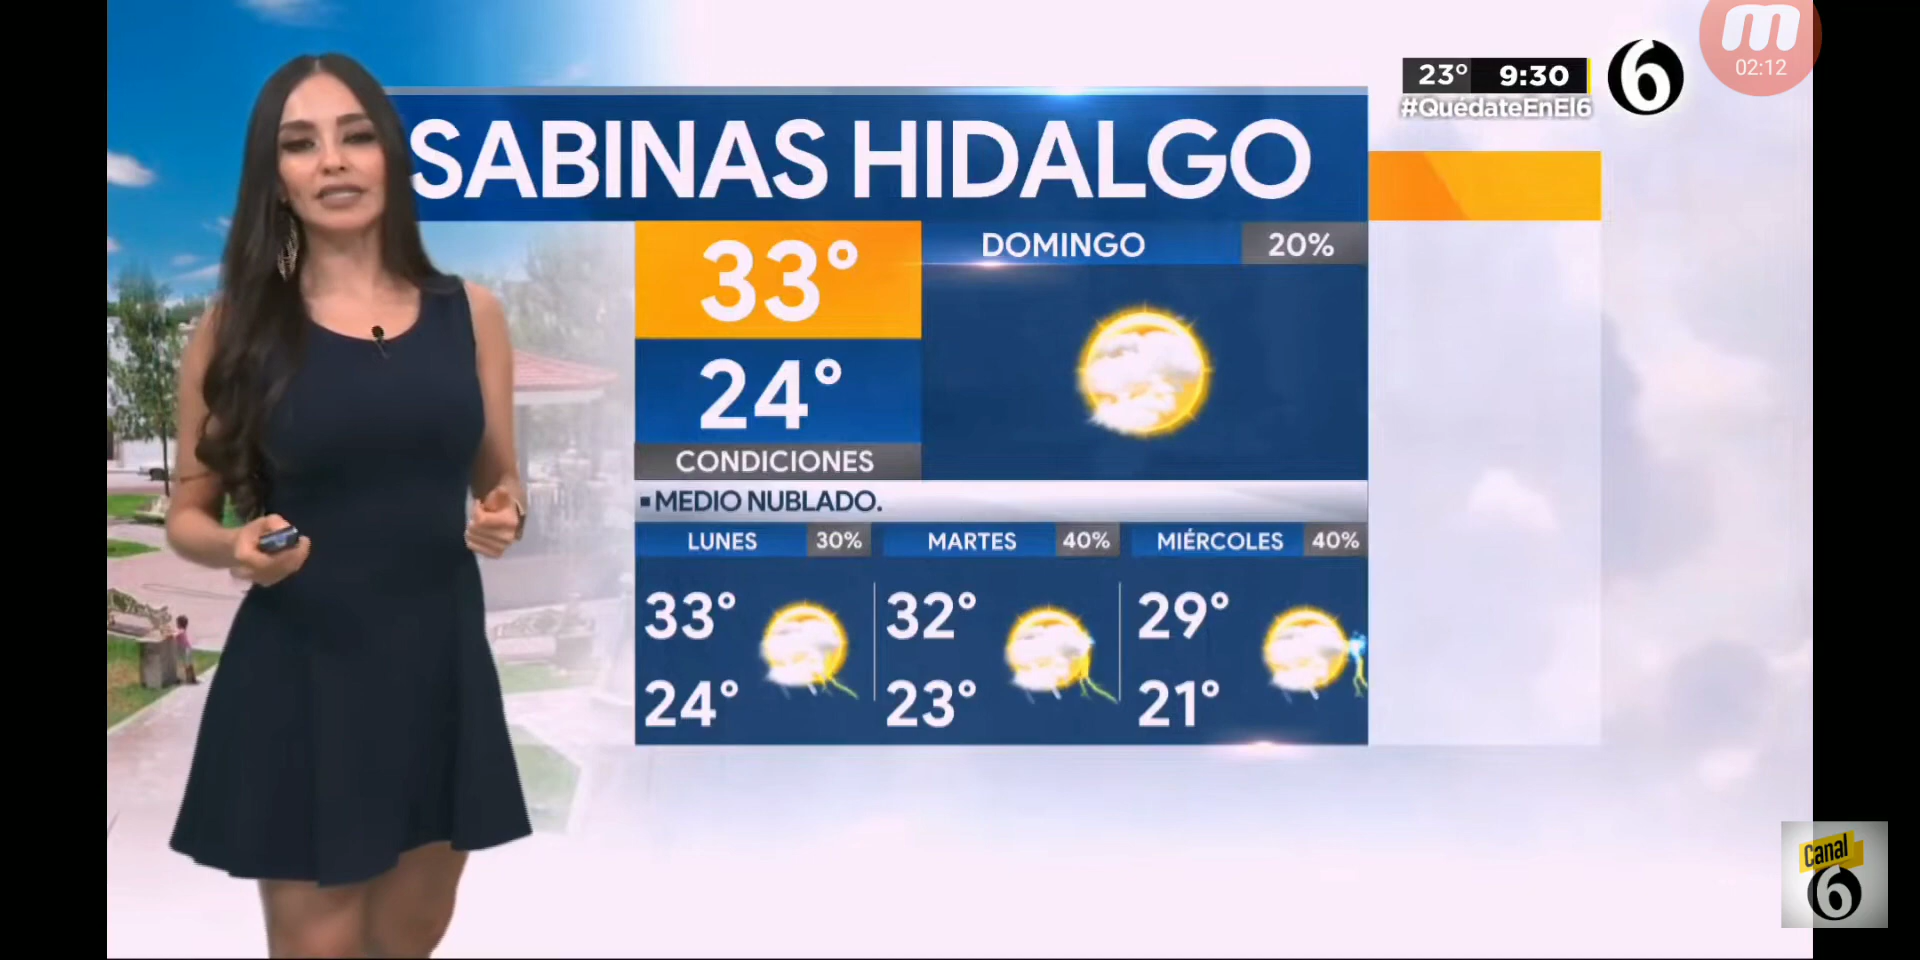 02:12
23° 9:30
6
#QuédateEnEl6
SABINAS HIDALGO
33°
24°
CONDICIONES
DOMINGO 20%
▪MEDIO NUBLADO.
LUNES 30%
33°
24°
MARTES 40%
32°
23°
MIÉRCOLES 40%
29°
21°
Canal
6